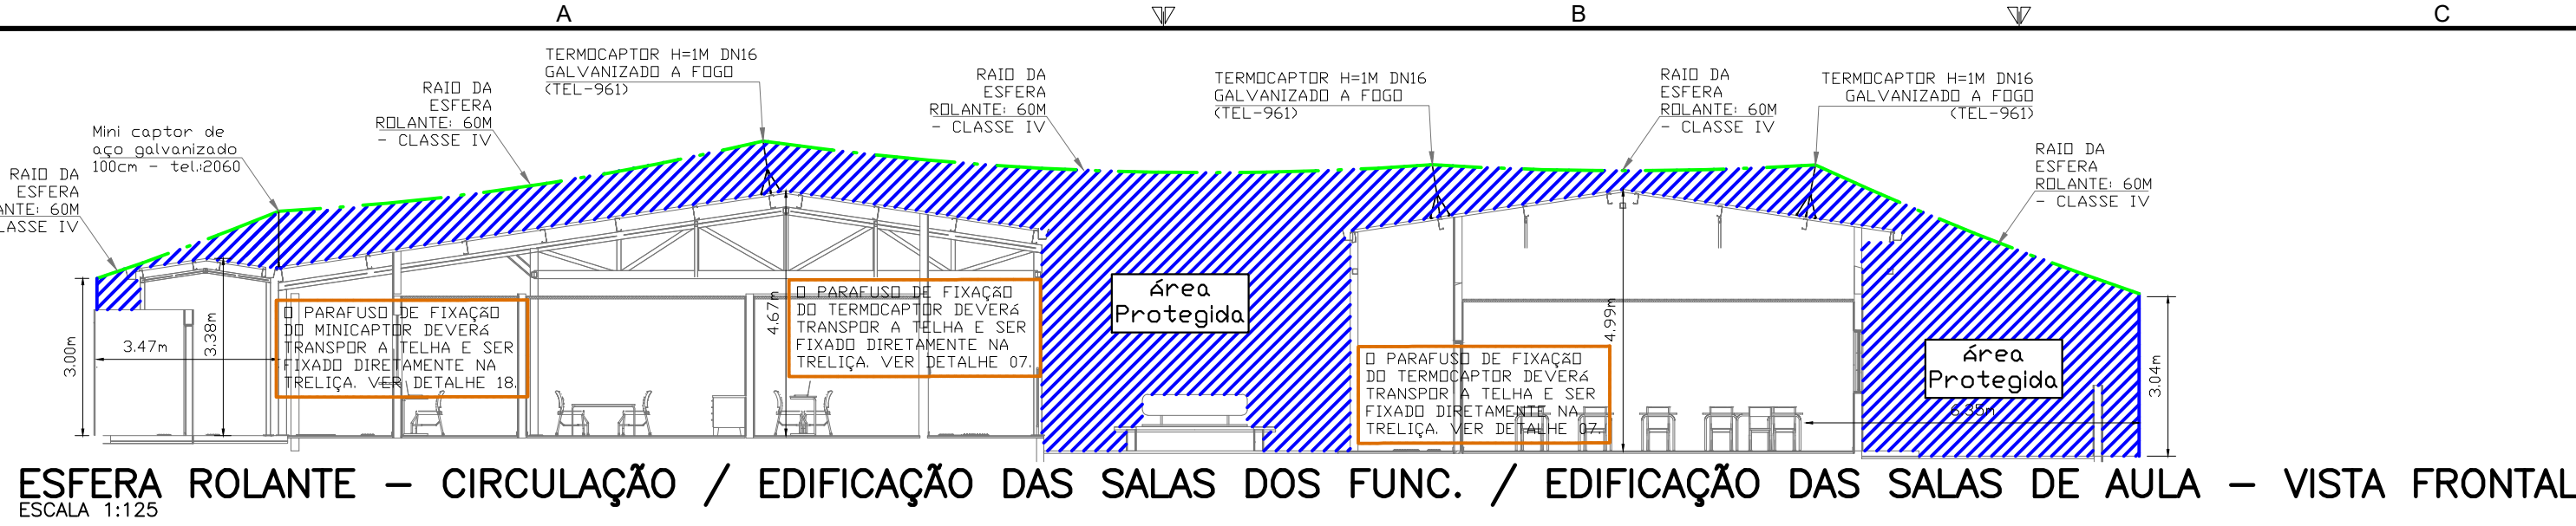 A
B
C
TERMOCAPTOR H=1M DN16
GALVANIZADO A FOGO
(TEL-961)
RAIO DA
ESFERA
ROLANTE: 60M
- CLASSE IV
Mini captor de
aço galvanizado
100cm - tel.:2060
RAIO DA
ESFERA
ANTE: 60M
LASSE IV
RAIO DA
ESFERA
ROLANTE: 60M
- CLASSE IV
TERMOCAPTOR H=1M DN16
GALVANIZADO A FOGO
(TEL-961)
RAIO DA
ESFERA
ROLANTE: 60M
- CLASSE IV
TERMOCAPTOR H=1M DN16
GALVANIZADO A FOGO
(TEL-961)
RAIO DA
ESFERA
ROLANTE: 60M
- CLASSE IV
3.00m
3.47m
3.38m
O PARAFUSO DE FIXAÇÃO
DO MINICAPTOR DEVERÁ
TRANSPOR A TELHA E SER
FIXADO DIRETAMENTE NA
TRELIÇA. VER DETALHE 18.
4.67m
O PARAFUSO DE FIXAÇÃO
DO TERMOCAPTOR DEVERÁ
TRANSPOR A TELHA E SER
FIXADO DIRETAMENTE NA
TRELIÇA. VER DETALHE 07.
Área
Protegida
O PARAFUSO DE FIXAÇÃO
DO TERMOCAPTOR DEVERÁ
TRANSPOR A TELHA E SER
FIXADO DIRETAMENTE NA
TRELIÇA. VER DETALHE 07.
4.99m
Área
Protegida
6.35m
3.04m
ESFERA ROLANTE - CIRCULAÇÃO / EDIFICAÇÃO DAS SALAS DOS FUNC. / EDIFICAÇÃO DAS SALAS DE AULA - VISTA FRONTAL
ESCALA 1:125